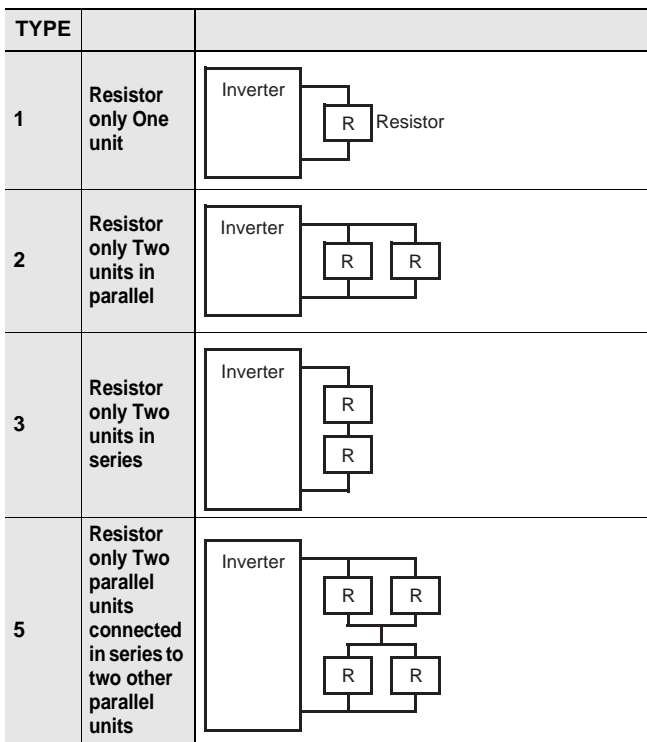 TYPE
1
Resistor
only One
unit
Inverter
R Resistor
2
Resistor
only Two
units in
parallel
Inverter
R R
3
Resistor
only Two
units in
series
Inverter
R
R
5
Resistor
only Two
parallel
units
connected
in series to
two other
parallel
units
Inverter
R R
R R